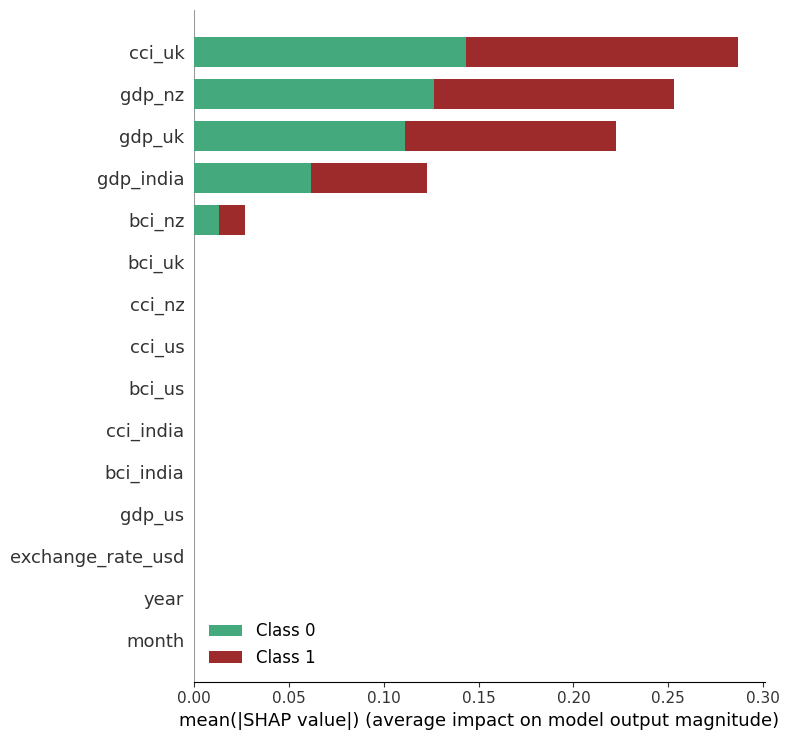 cci_uk
gdp_nz
gdp_uk
gdp_india
bci_nz
bci_uk
cci_nz
cci_us
bci_us
cci_india
bci_india
gdp_us
exchange_rate_usd
year
month
Class 0
Class 1
0.00 0.05 0.10 0.15 0.20 0.25 0.30
mean(|SHAP value|) (average impact on model output magnitude)